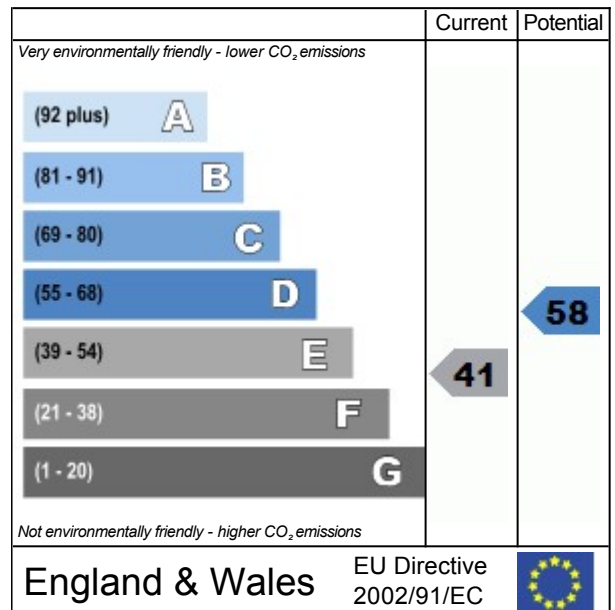 Current Potential
Very environmentally friendly - lower CO₂ emissions
(92 plus) A
(81 - 91) B
(69 - 80) C
(55 - 68) D
58
(39 - 54) E
41
(21 - 38) F
(1 - 20) G
Not environmentally friendly - higher CO₂ emissions
England & Wales
EU Directive
2002/91/EC